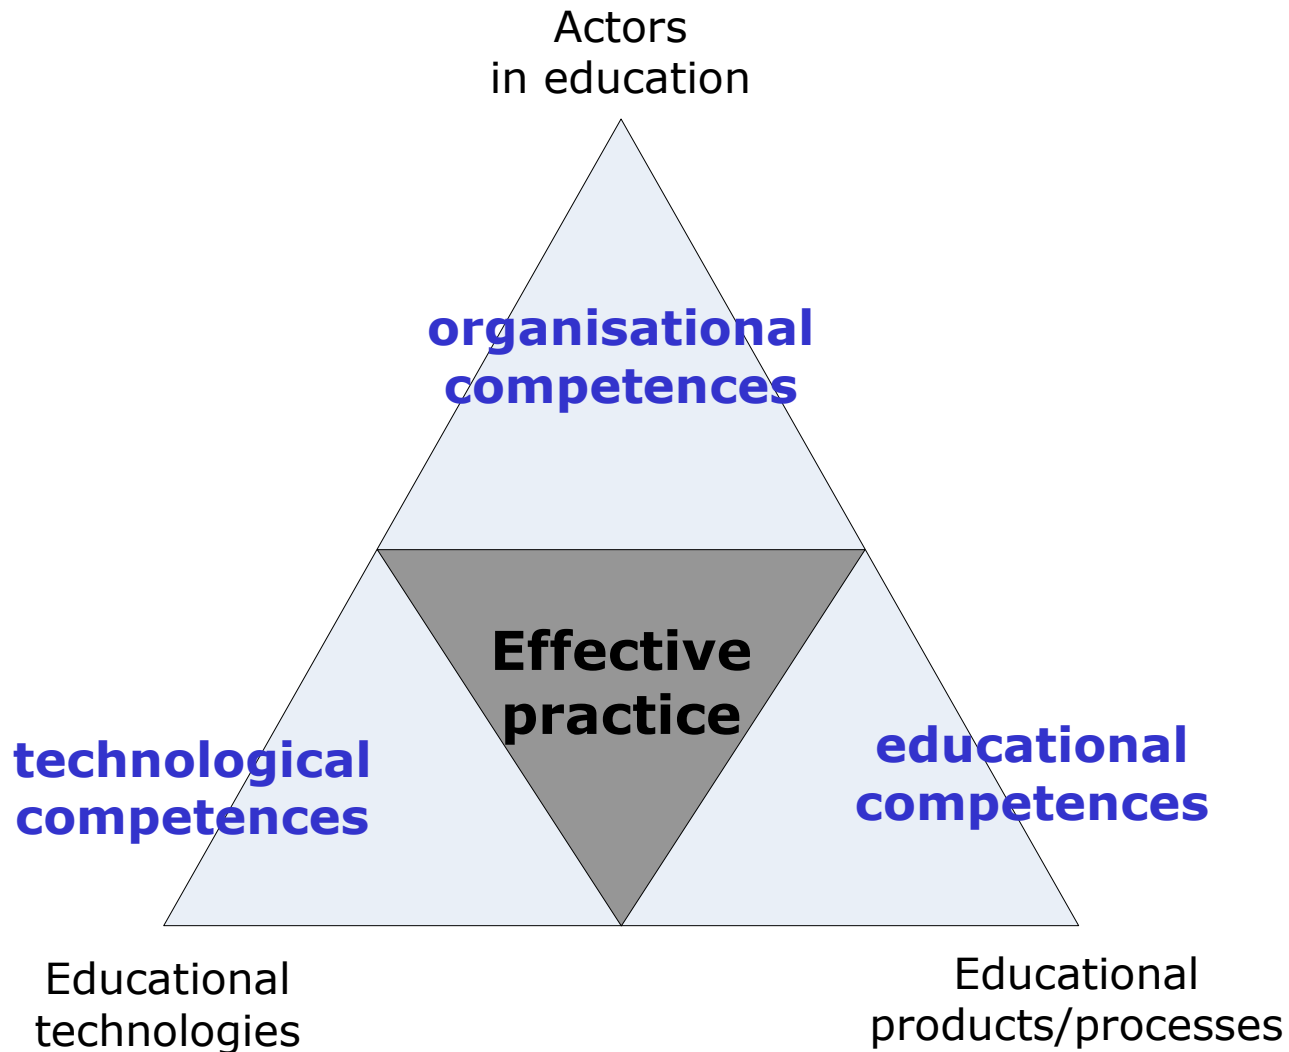 Actors
in education
organisational
competences
Effective
practice
technological
competences
educational
competences
Educational
technologies
Educational
products/processes